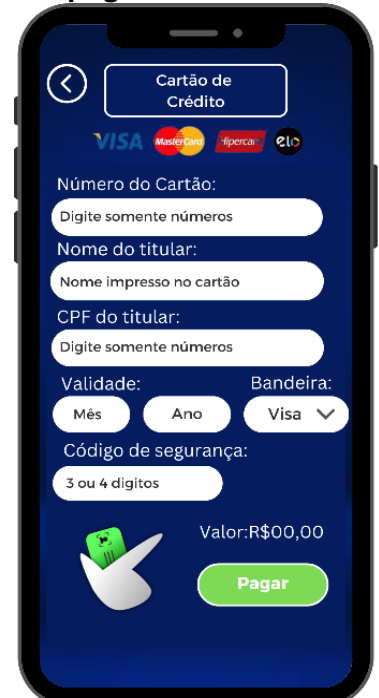 Cartão de
Crédito
VISA MasterCard Hipercard elo
Número do Cartão:
Digite somente números
Nome do titular:
Nome impresso no cartão
CPF do titular:
Digite somente números
Validade: Bandeira:
Mês Ano Visa
Código de segurança:
3 ou 4 digitos
Valor:R$00,00
Pagar